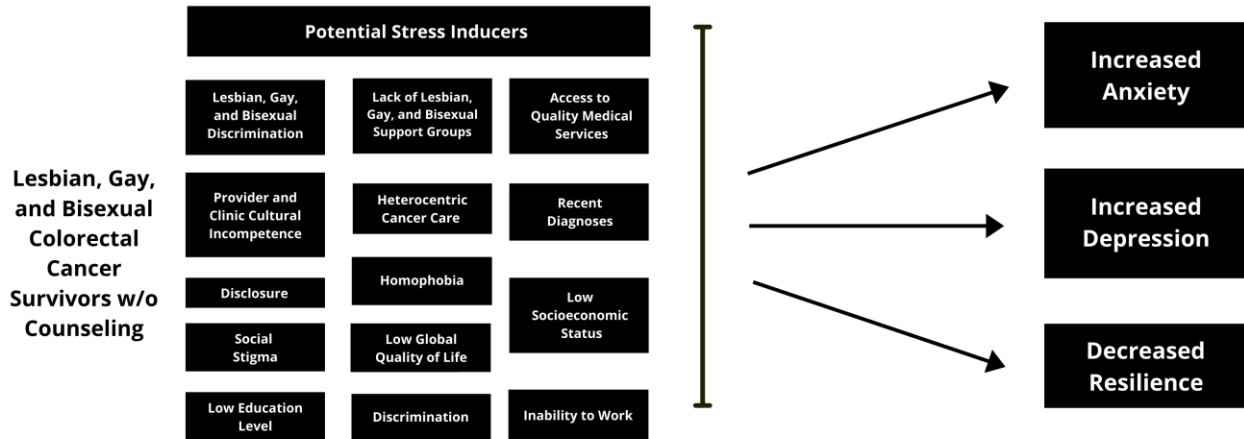 Potential Stress Inducers
Lesbian, Gay,
and Bisexual
Colorectal
Cancer
Survivors w/o
Counseling
Lesbian, Gay,
and Bisexual
Discrimination
Provider and
Clinic Cultural
Incompetence
Disclosure
Social
Stigma
Low Education
Level
Lack of Lesbian,
Gay, and Bisexual
Support Groups
Heterocentric
Cancer Care
Homophobia
Low Global
Quality of Life
Discrimination
Access to
Quality Medical
Services
Recent
Diagnoses
Low
Socioeconomic
Status
Inability to Work
Increased
Anxiety
Increased
Depression
Decreased
Resilience